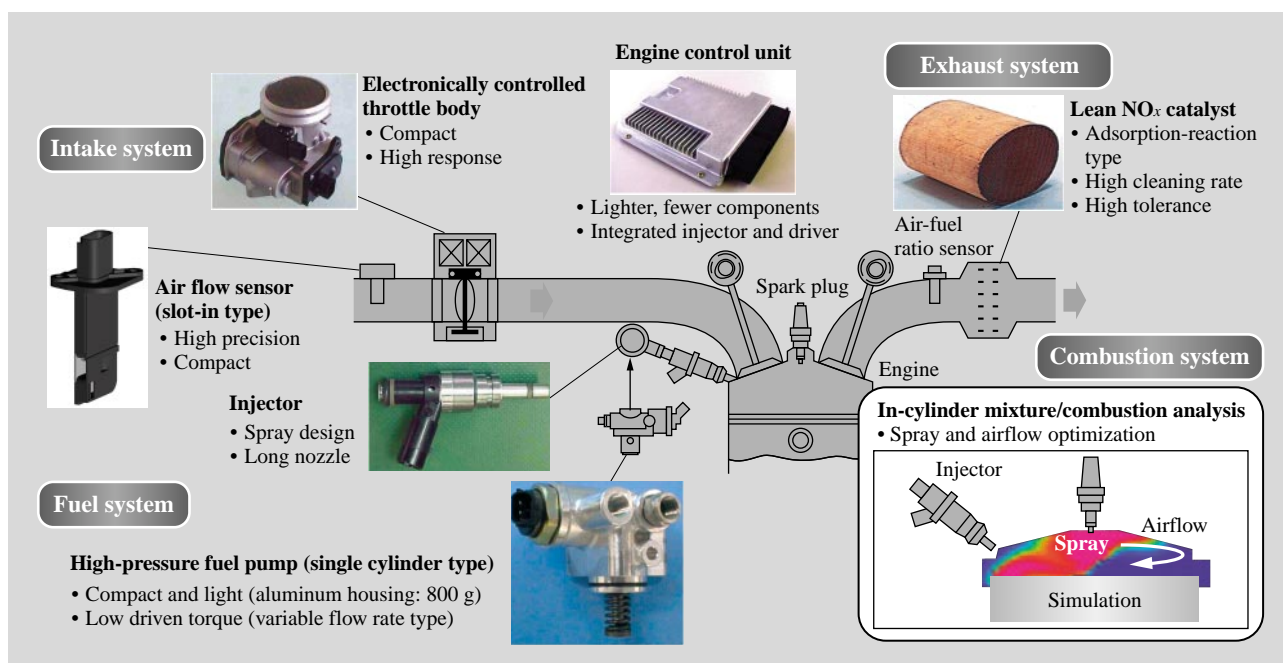 Intake system
Electronically controlled
throttle body
• Compact
• High response
Engine control unit
• Lighter, fewer components
• Integrated injector and driver
Exhaust system
Lean NOx catalyst
• Adsorption-reaction
type
• High cleaning rate
• High tolerance
Air-fuel
ratio sensor
Air flow sensor
(slot-in type)
• High precision
• Compact
Spark plug
Engine
Injector
• Spray design
• Long nozzle
Fuel system
High-pressure fuel pump (single cylinder type)
• Compact and light (aluminum housing: 800 g)
• Low driven torque (variable flow rate type)
Combustion system
In-cylinder mixture/combustion analysis
• Spray and airflow optimization
Injector
Airflow
Spray
Simulation